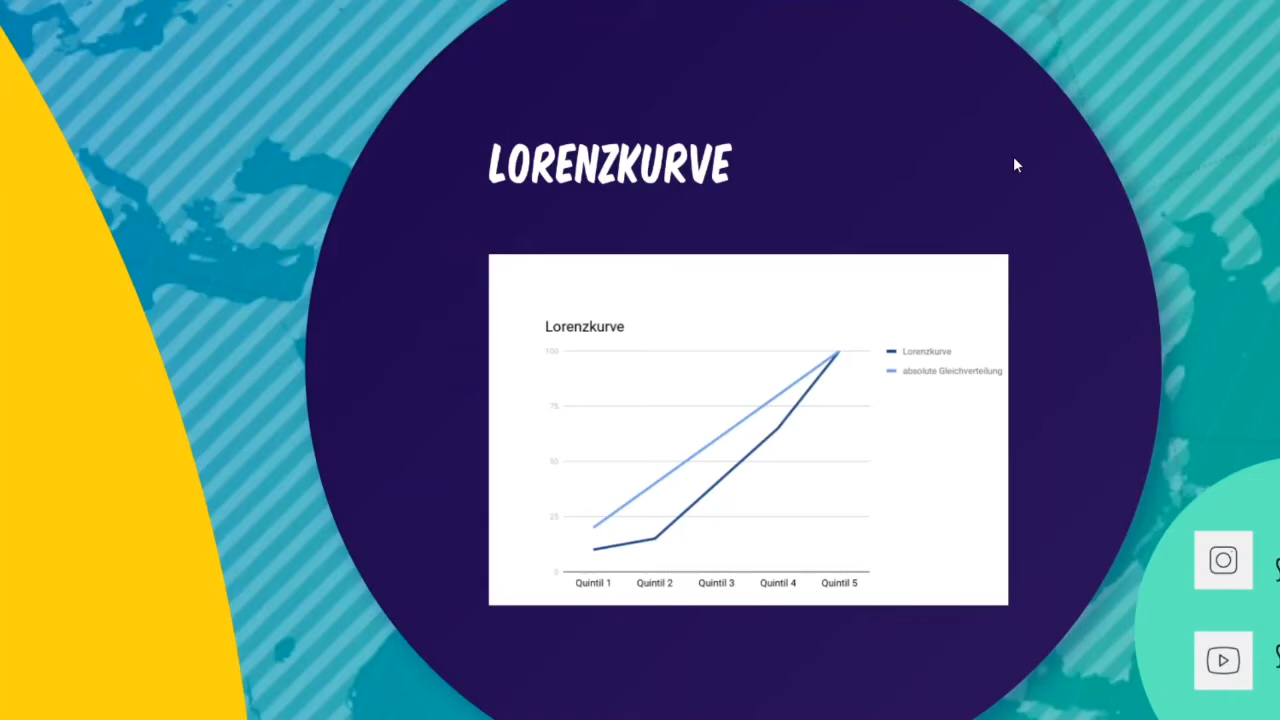 LORENZKURVE
Lorenzkurve
100
75
50
25
0
Quintil 1
Quintil 2
Quintil 3
Quintil 4
Quintil 5
Lorenzkurve
absolute Gleichverteilung